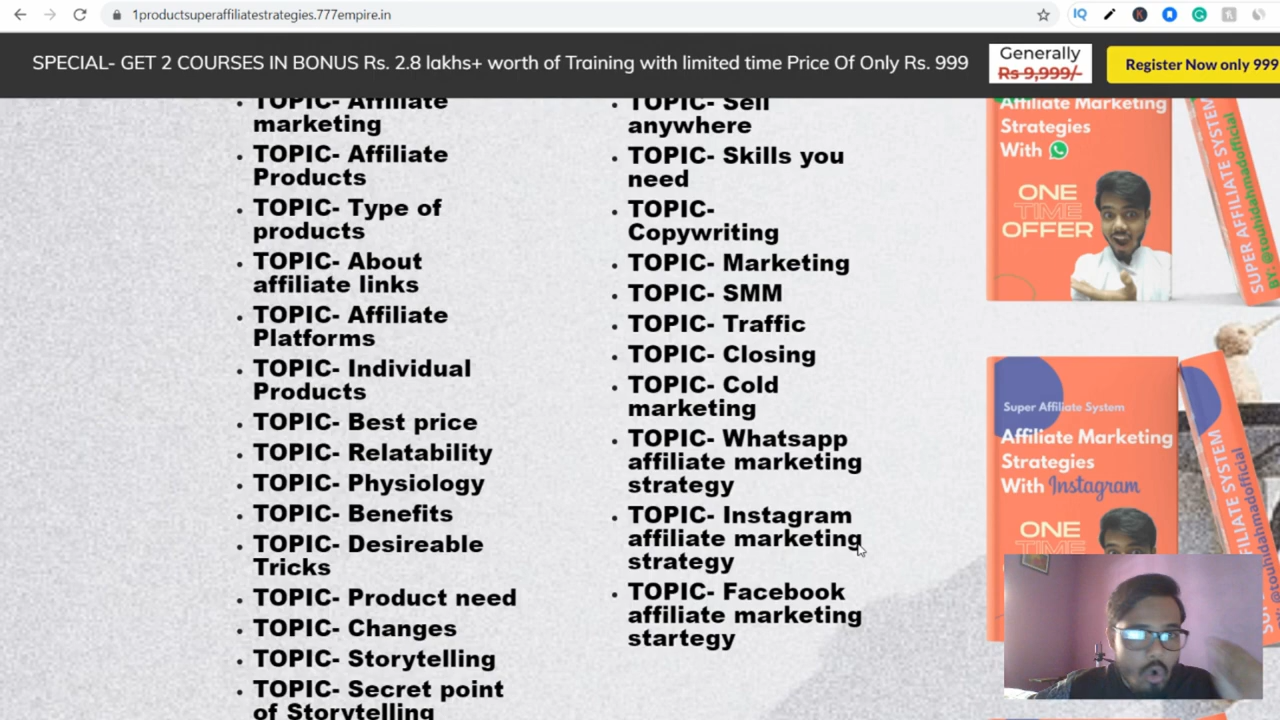 1productsuperaffiliatestrategies.777empire.in
SPECIAL- GET 2 COURSES IN BONUS Rs. 2.8 lakhs+ worth of Training with limited time Price Of Only Rs. 999
Generally
Rs 9,999/-
Register Now only 999
TOPIC- Affiliate
marketing
TOPIC- Affiliate
Products
TOPIC- Type of
products
TOPIC- About
affiliate links
TOPIC- Affiliate
Platforms
TOPIC- Individual
Products
TOPIC- Best price
TOPIC- Relatability
TOPIC- Physiology
TOPIC- Benefits
TOPIC- Desireable
Tricks
TOPIC- Product need
TOPIC- Changes
TOPIC- Storytelling
TOPIC- Secret point
of Storytelling
TOPIC- Sell
anywhere
TOPIC- Skills you
need
TOPIC-
Copywriting
TOPIC- Marketing
TOPIC- SMM
TOPIC- Traffic
TOPIC- Closing
TOPIC- Cold
marketing
TOPIC- Whatsapp
affiliate marketing
strategy
TOPIC- Instagram
affiliate marketing
strategy
TOPIC- Facebook
affiliate marketing
startegy
Affiliate Marketing
Strategies
With
ONE
TIME
OFFER
SUPER AFFILIATE SYSTEM
BY: @touhidahmadofficial
Super Affiliate System
Affiliate Marketing
Strategies
With Instagram
ONE
TIME
AFFILIATE SYSTEM
@touhidahmadofficial